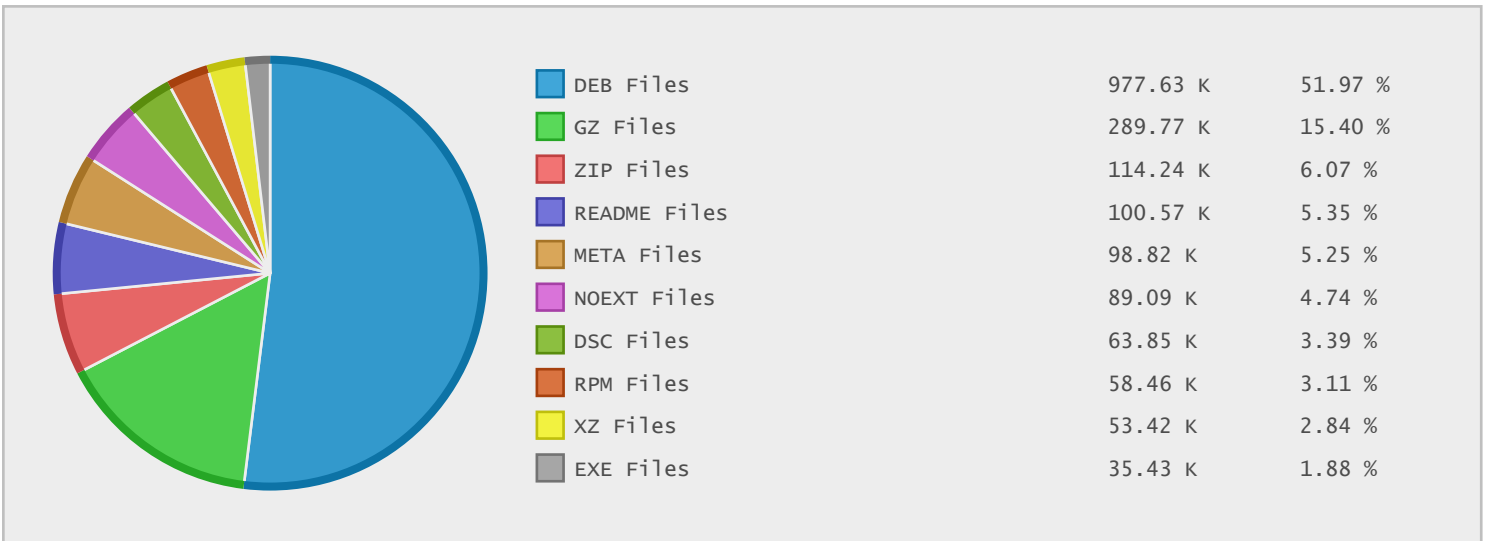 DEB Files 977.63 K 51.97 %
GZ Files 289.77 K 15.40 %
ZIP Files 114.24 K 6.07 %
README Files 100.57 K 5.35 %
META Files 98.82 K 5.25 %
NOEXT Files 89.09 K 4.74 %
DSC Files 63.85 K 3.39 %
RPM Files 58.46 K 3.11 %
XZ Files 53.42 K 2.84 %
EXE Files 35.43 K 1.88 %